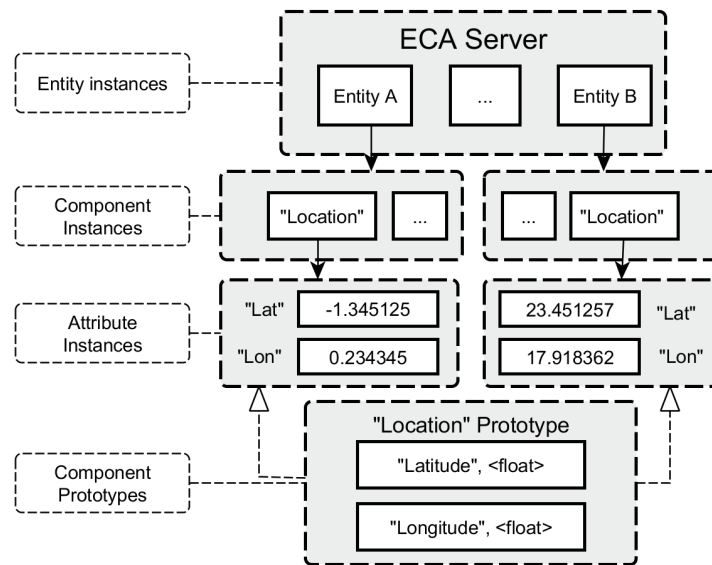 ECA Server
Entity instances
Entity A
...
Entity B
Component
Instances
"Location"
...
...
"Location"
Attribute
Instances
"Lat"
-1.345125
23.451257
"Lat"
"Lon"
0.234345
17.918362
"Lon"
"Location" Prototype
Component
Prototypes
"Latitude", <float>
"Longitude", <float>